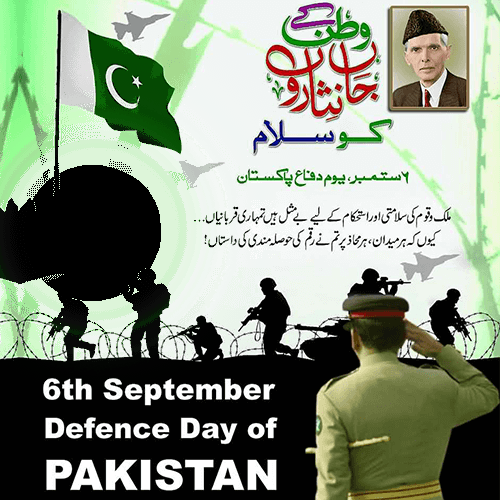 وطن کے
جاں نثاروں
کو سلام
۶ ستمبر، یوم دفاع پاکستان
ملک و قوم کی سلامتی اور استحکام کے لیے بے مثل ہیں تمہاری قربانیاں...
کیوں کہ ہر میدان، ہر محاذ پر تم نے رقم کی حوصلہ مندی کی داستاں!
6th September
Defence Day of
PAKISTAN